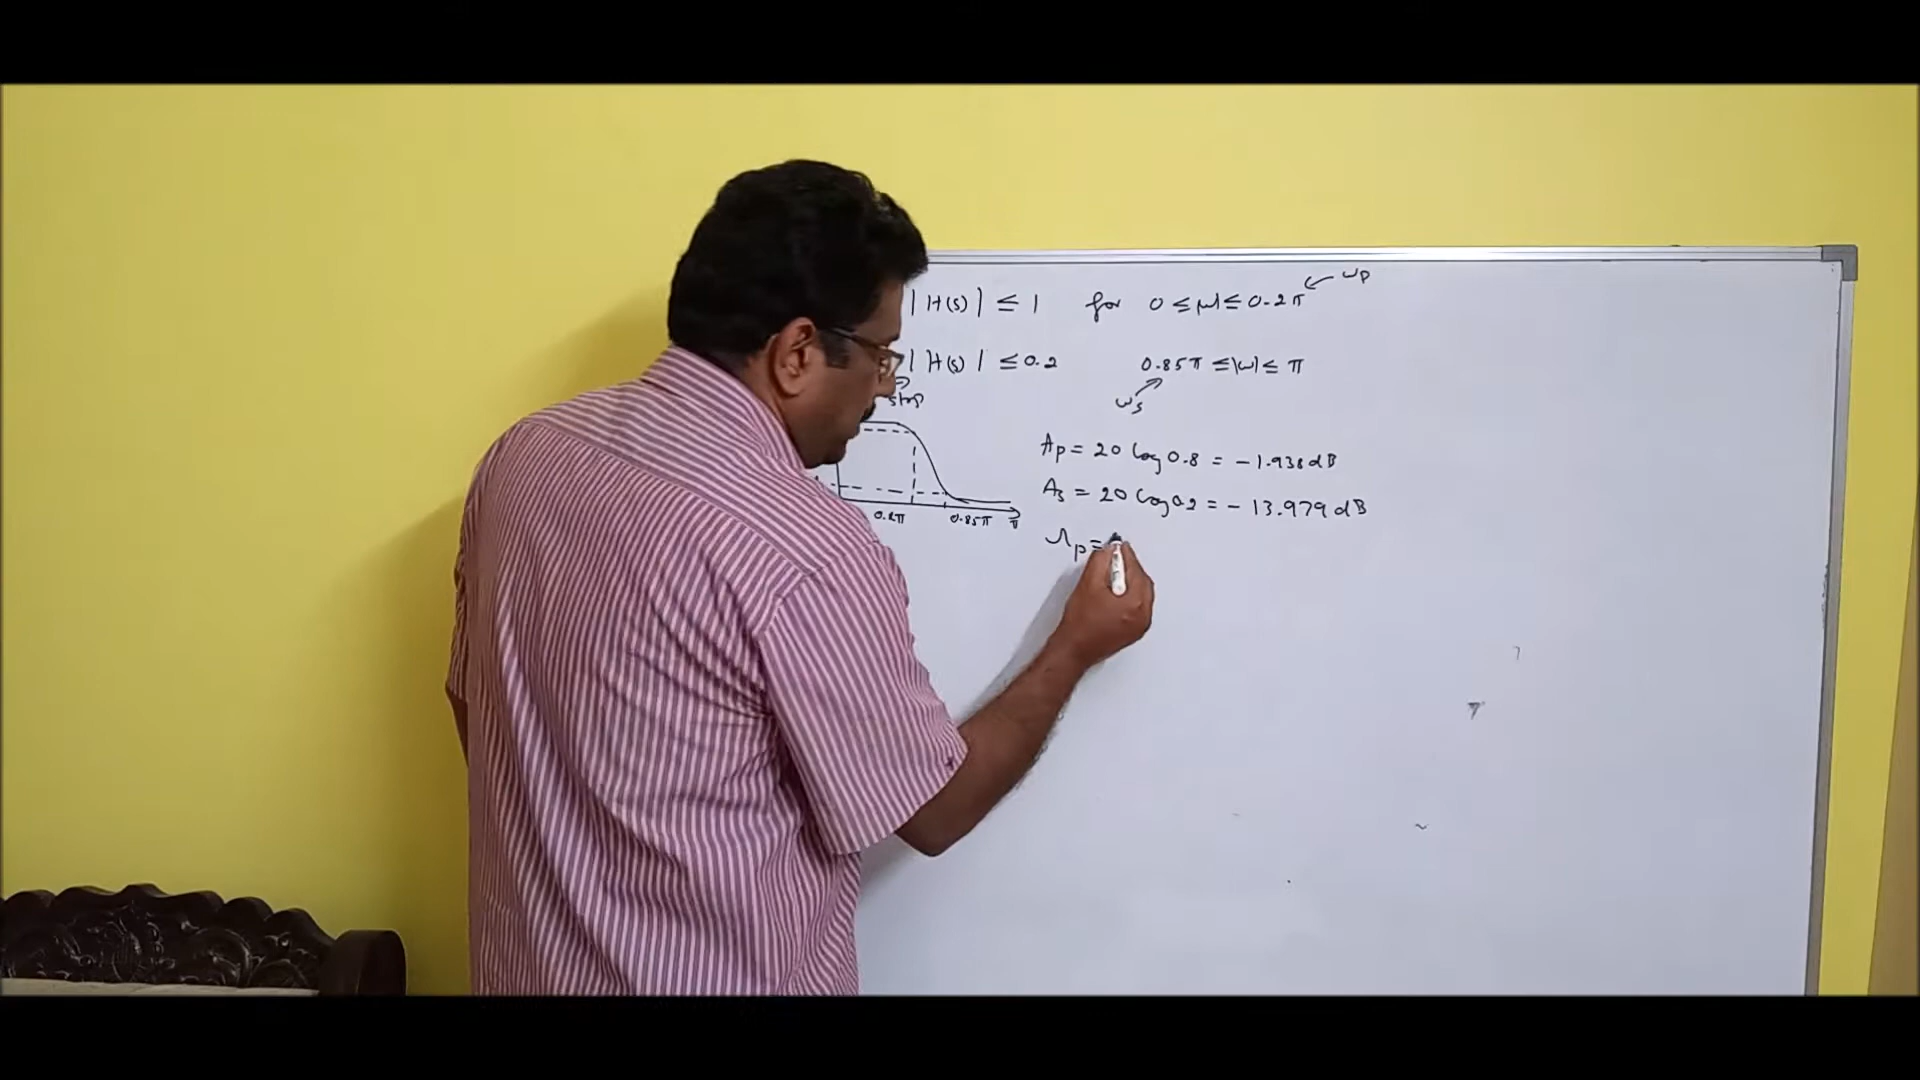 | H(s) | ≤ 1 for 0 ≤ |ω| ≤ 0.2π ← ωp
| H(s) | ≤ 0.2 0.85π ≤ |ω| ≤ π
stop ωs
Ap = 20 log 0.8 = - 1.938 dB
As = 20 log 0.2 = - 13.979 dB
0.2π 0.85π π
Ωp =